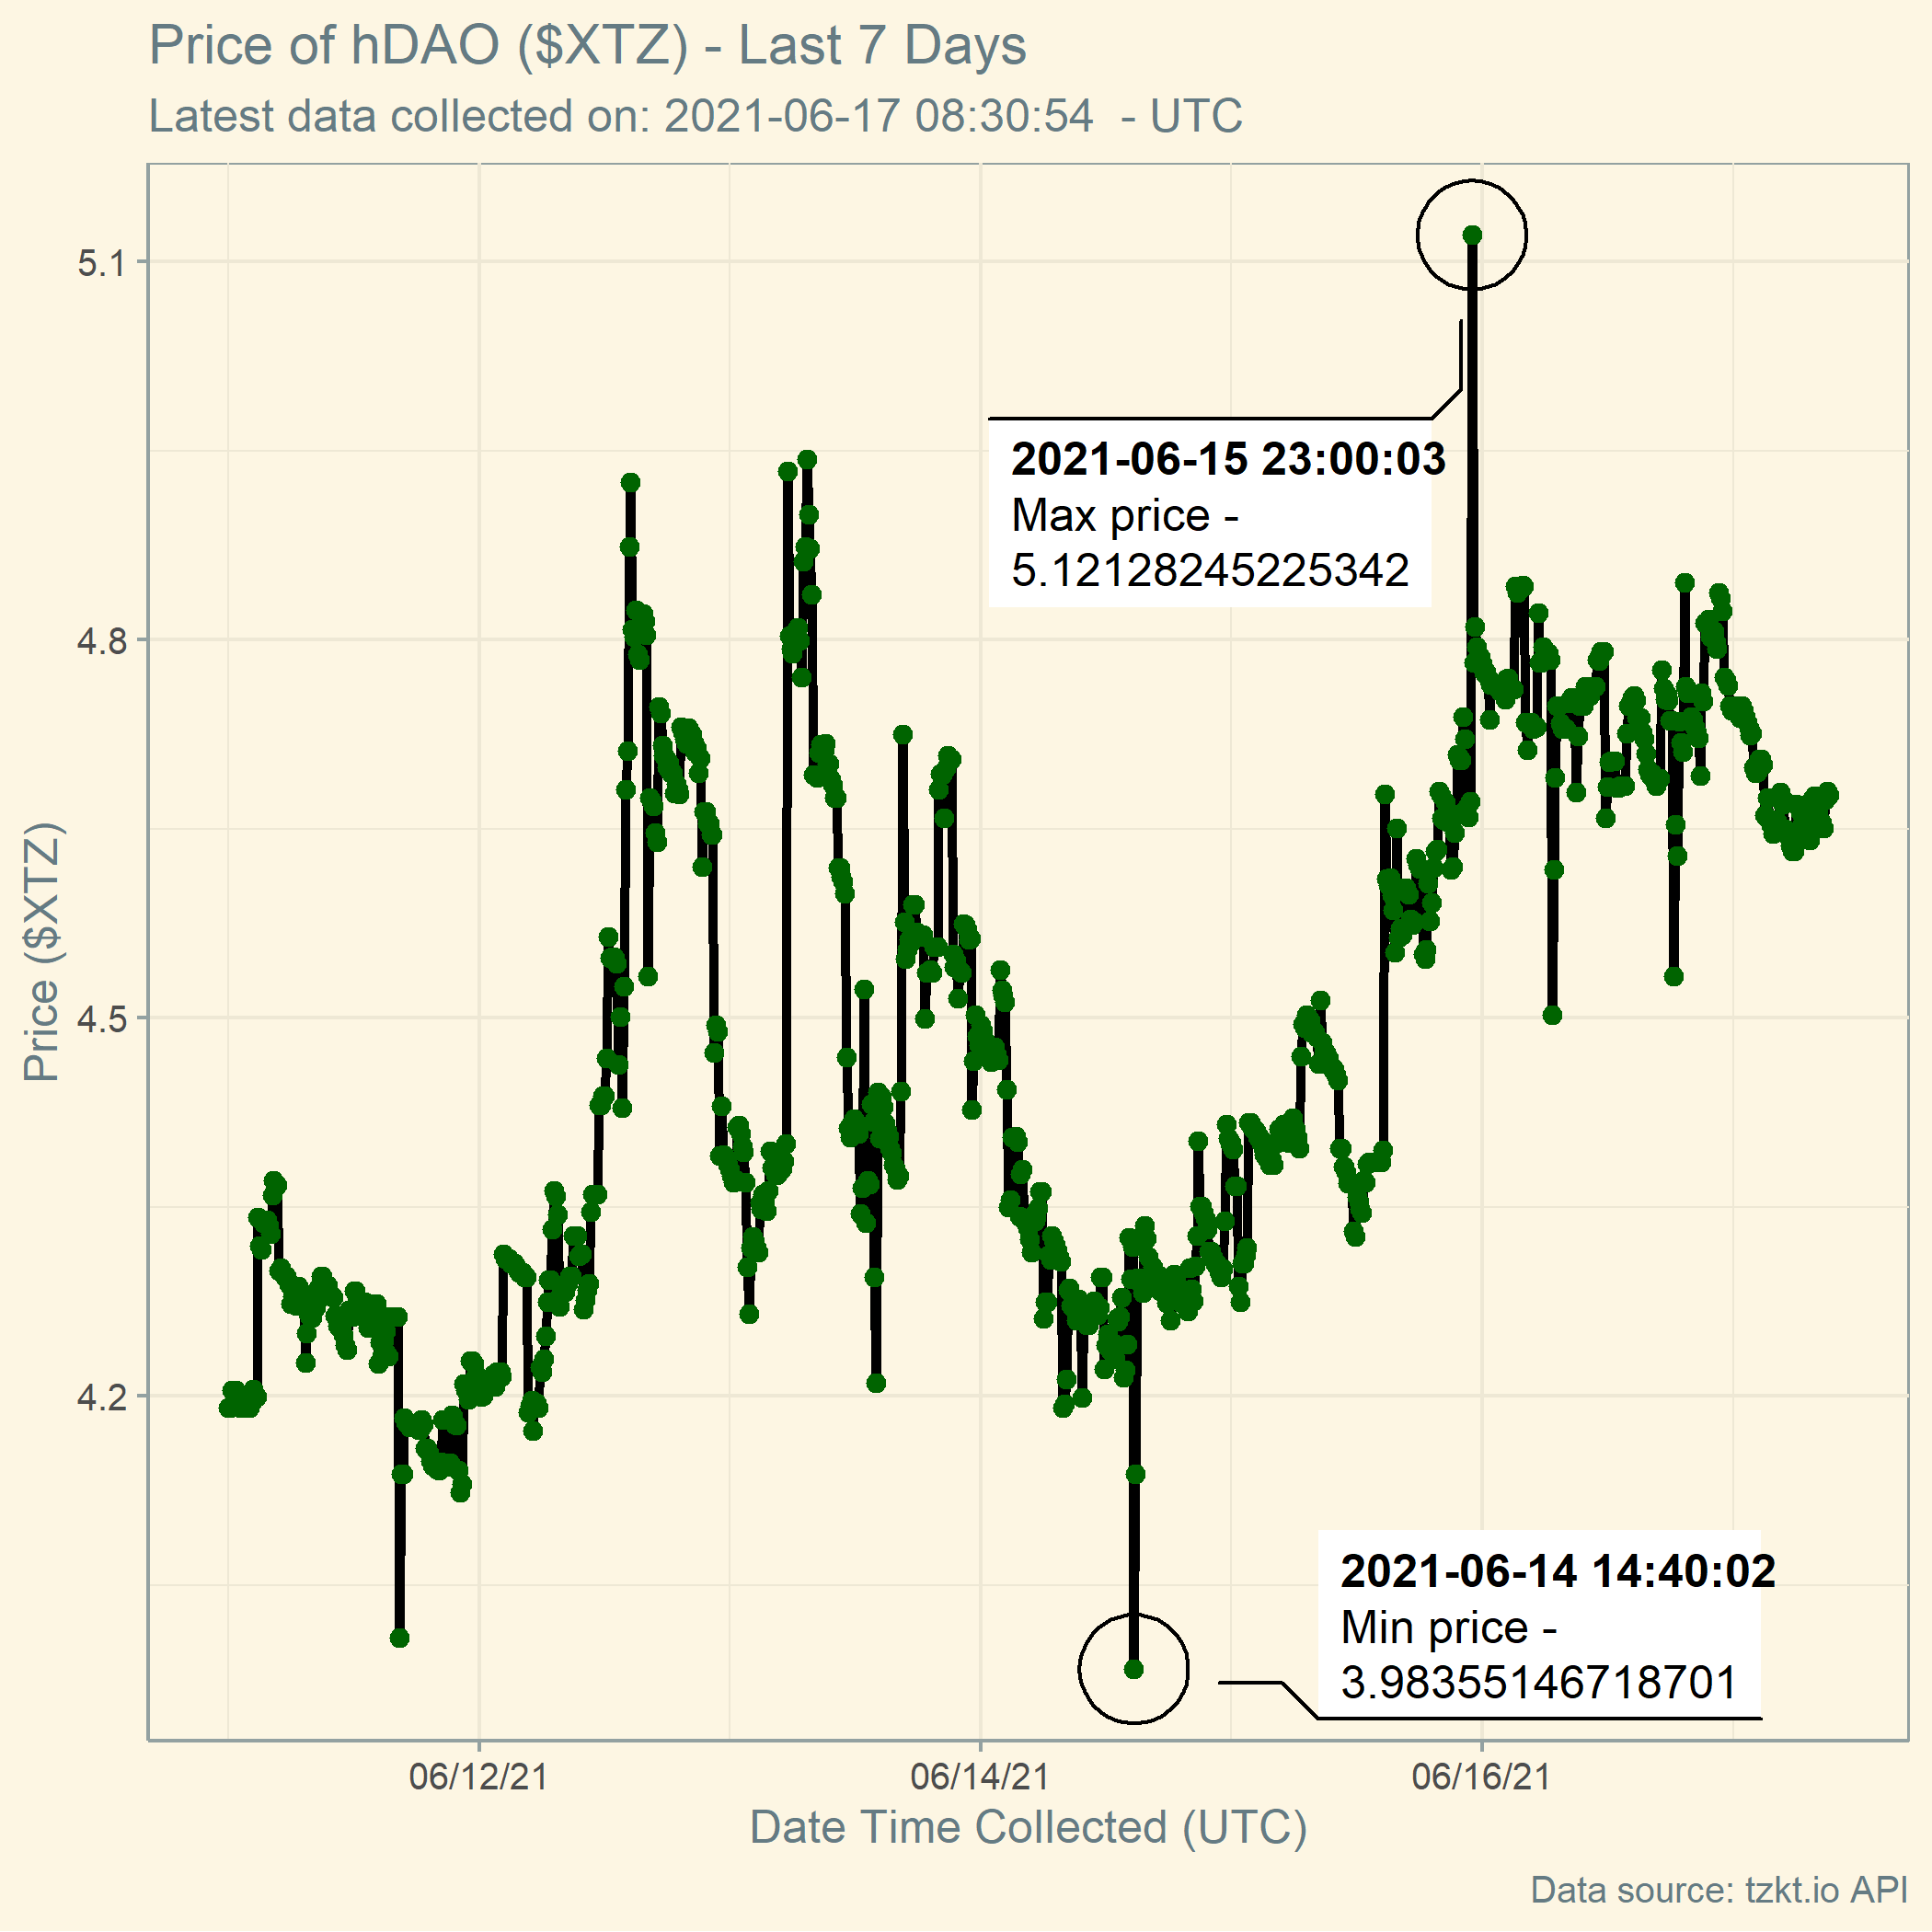 Price of hDAO ($XTZ) - Last 7 Days
Latest data collected on: 2021-06-17 08:30:54  - UTC
5.1
4.8
4.5
4.2
Price ($XTZ)
2021-06-15 23:00:03
Max price -
5.12128245225342
2021-06-14 14:40:02
Min price -
3.98355146718701
06/12/21
06/14/21
06/16/21
Date Time Collected (UTC)
Data source: tzkt.io API